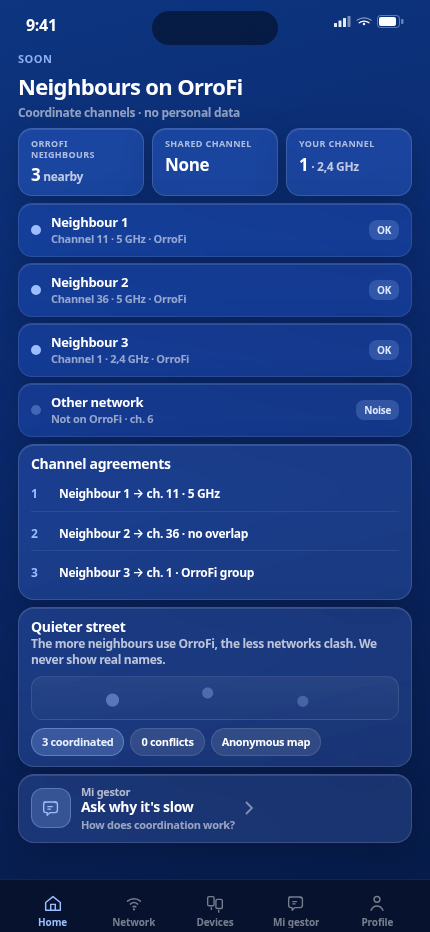 9:41
SOON
Neighbours on OrroFi
Coordinate channels · no personal data
ORROFI
NEIGHBOURS
3 nearby
SHARED CHANNEL
None
YOUR CHANNEL
1 · 2,4 GHz
Neighbour 1
Channel 11 · 5 GHz · OrroFi
OK
Neighbour 2
Channel 36 · 5 GHz · OrroFi
OK
Neighbour 3
Channel 1 · 2,4 GHz · OrroFi
OK
Other network
Not on OrroFi · ch. 6
Noise
Channel agreements
1 Neighbour 1 → ch. 11 · 5 GHz
2 Neighbour 2 → ch. 36 · no overlap
3 Neighbour 3 → ch. 1 · OrroFi group
Quieter street
The more neighbours use OrroFi, the less networks clash. We
never show real names.
3 coordinated
0 conflicts
Anonymous map
Mi gestor
Ask why it's slow
How does coordination work?
Home
Network
Devices
Mi gestor
Profile